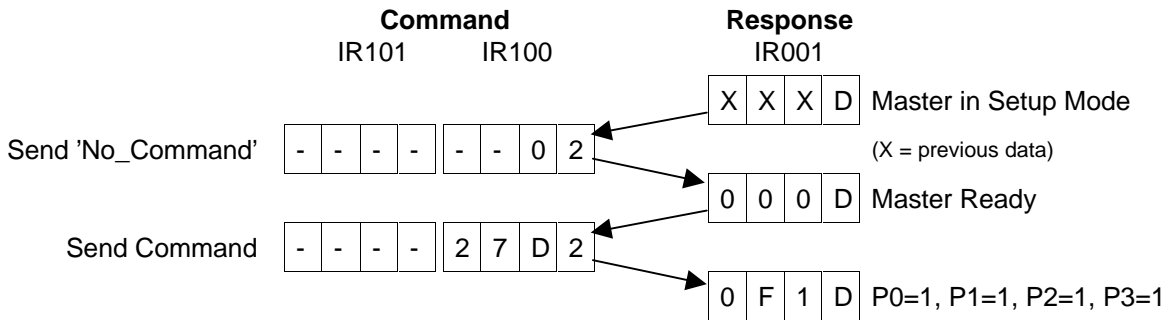 Command Response
IR101 IR100 IR001
X X X D Master in Setup Mode
Send 'No_Command' - - - - - - 0 2 (X = previous data)
0 0 0 D Master Ready
Send Command - - - - 2 7 D 2
0 F 1 D P0=1, P1=1, P2=1, P3=1